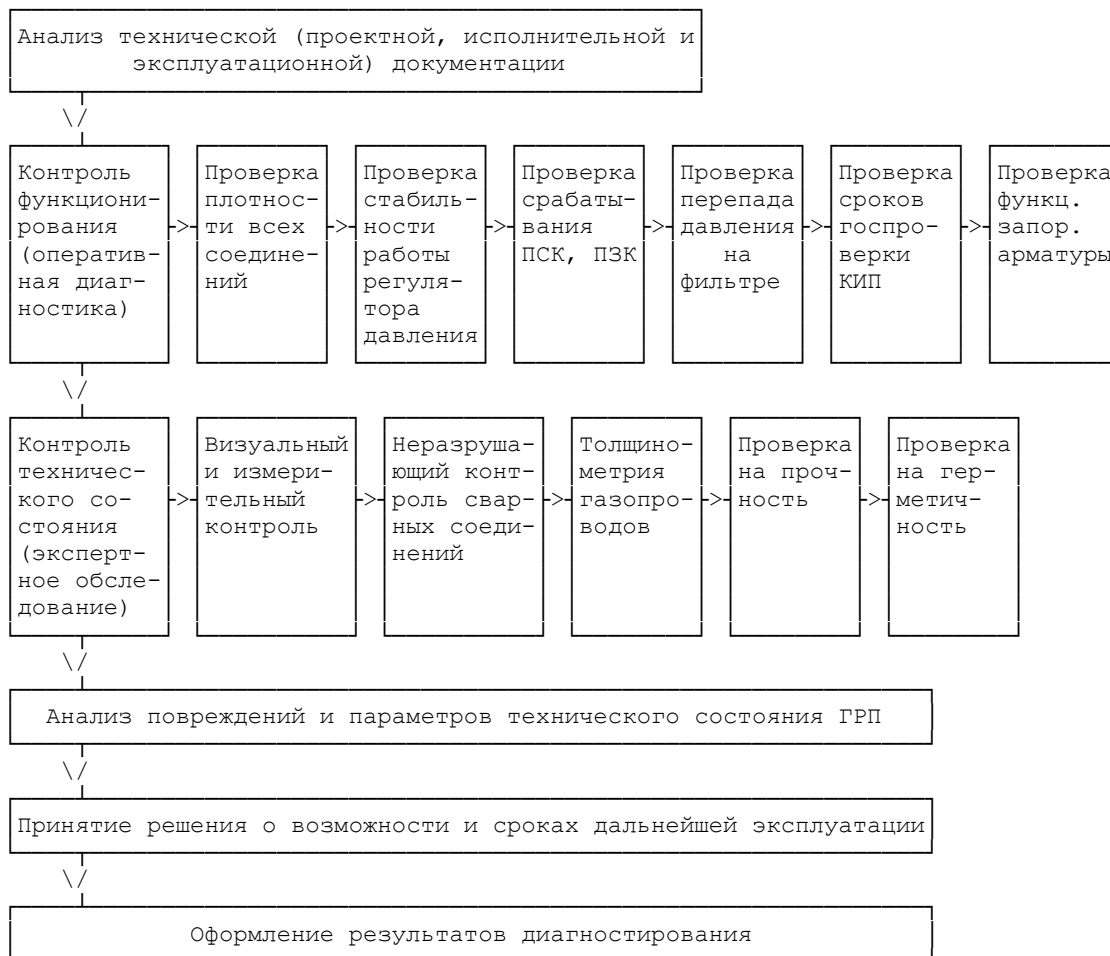 Анализ технической (проектной, исполнительной и
эксплуатационной) документации
\/
Контроль
функциони-
рования
(оператив-
ная диаг-
ностика)
->-
Проверка
плотнос-
ти всех
соедине-
ний
->-
Проверка
стабиль-
ности
работы
регуля-
тора
давления
->-
Проверка
срабаты-
вания
ПСК, ПЗК
->-
Проверка
перепада
давления
на
фильтре
->-
Проверка
сроков
госпро-
верки
КИП
->-
Проверка
функц.
запор.
арматуры
\/
Контроль
техничес-
кого со-
стояния
(эксперт-
ное обсле-
дование)
->-
Визуальный
и измери-
тельный
контроль
->-
Неразруша-
ющий конт-
роль свар-
ных соеди-
нений
->-
Толщино-
метрия
газопро-
водов
->-
Проверка
на проч-
ность
->-
Проверка
на гер-
метич-
ность
\/
Анализ повреждений и параметров технического состояния ГРП
\/
Принятие решения о возможности и сроках дальнейшей эксплуатации
\/
Оформление результатов диагностирования